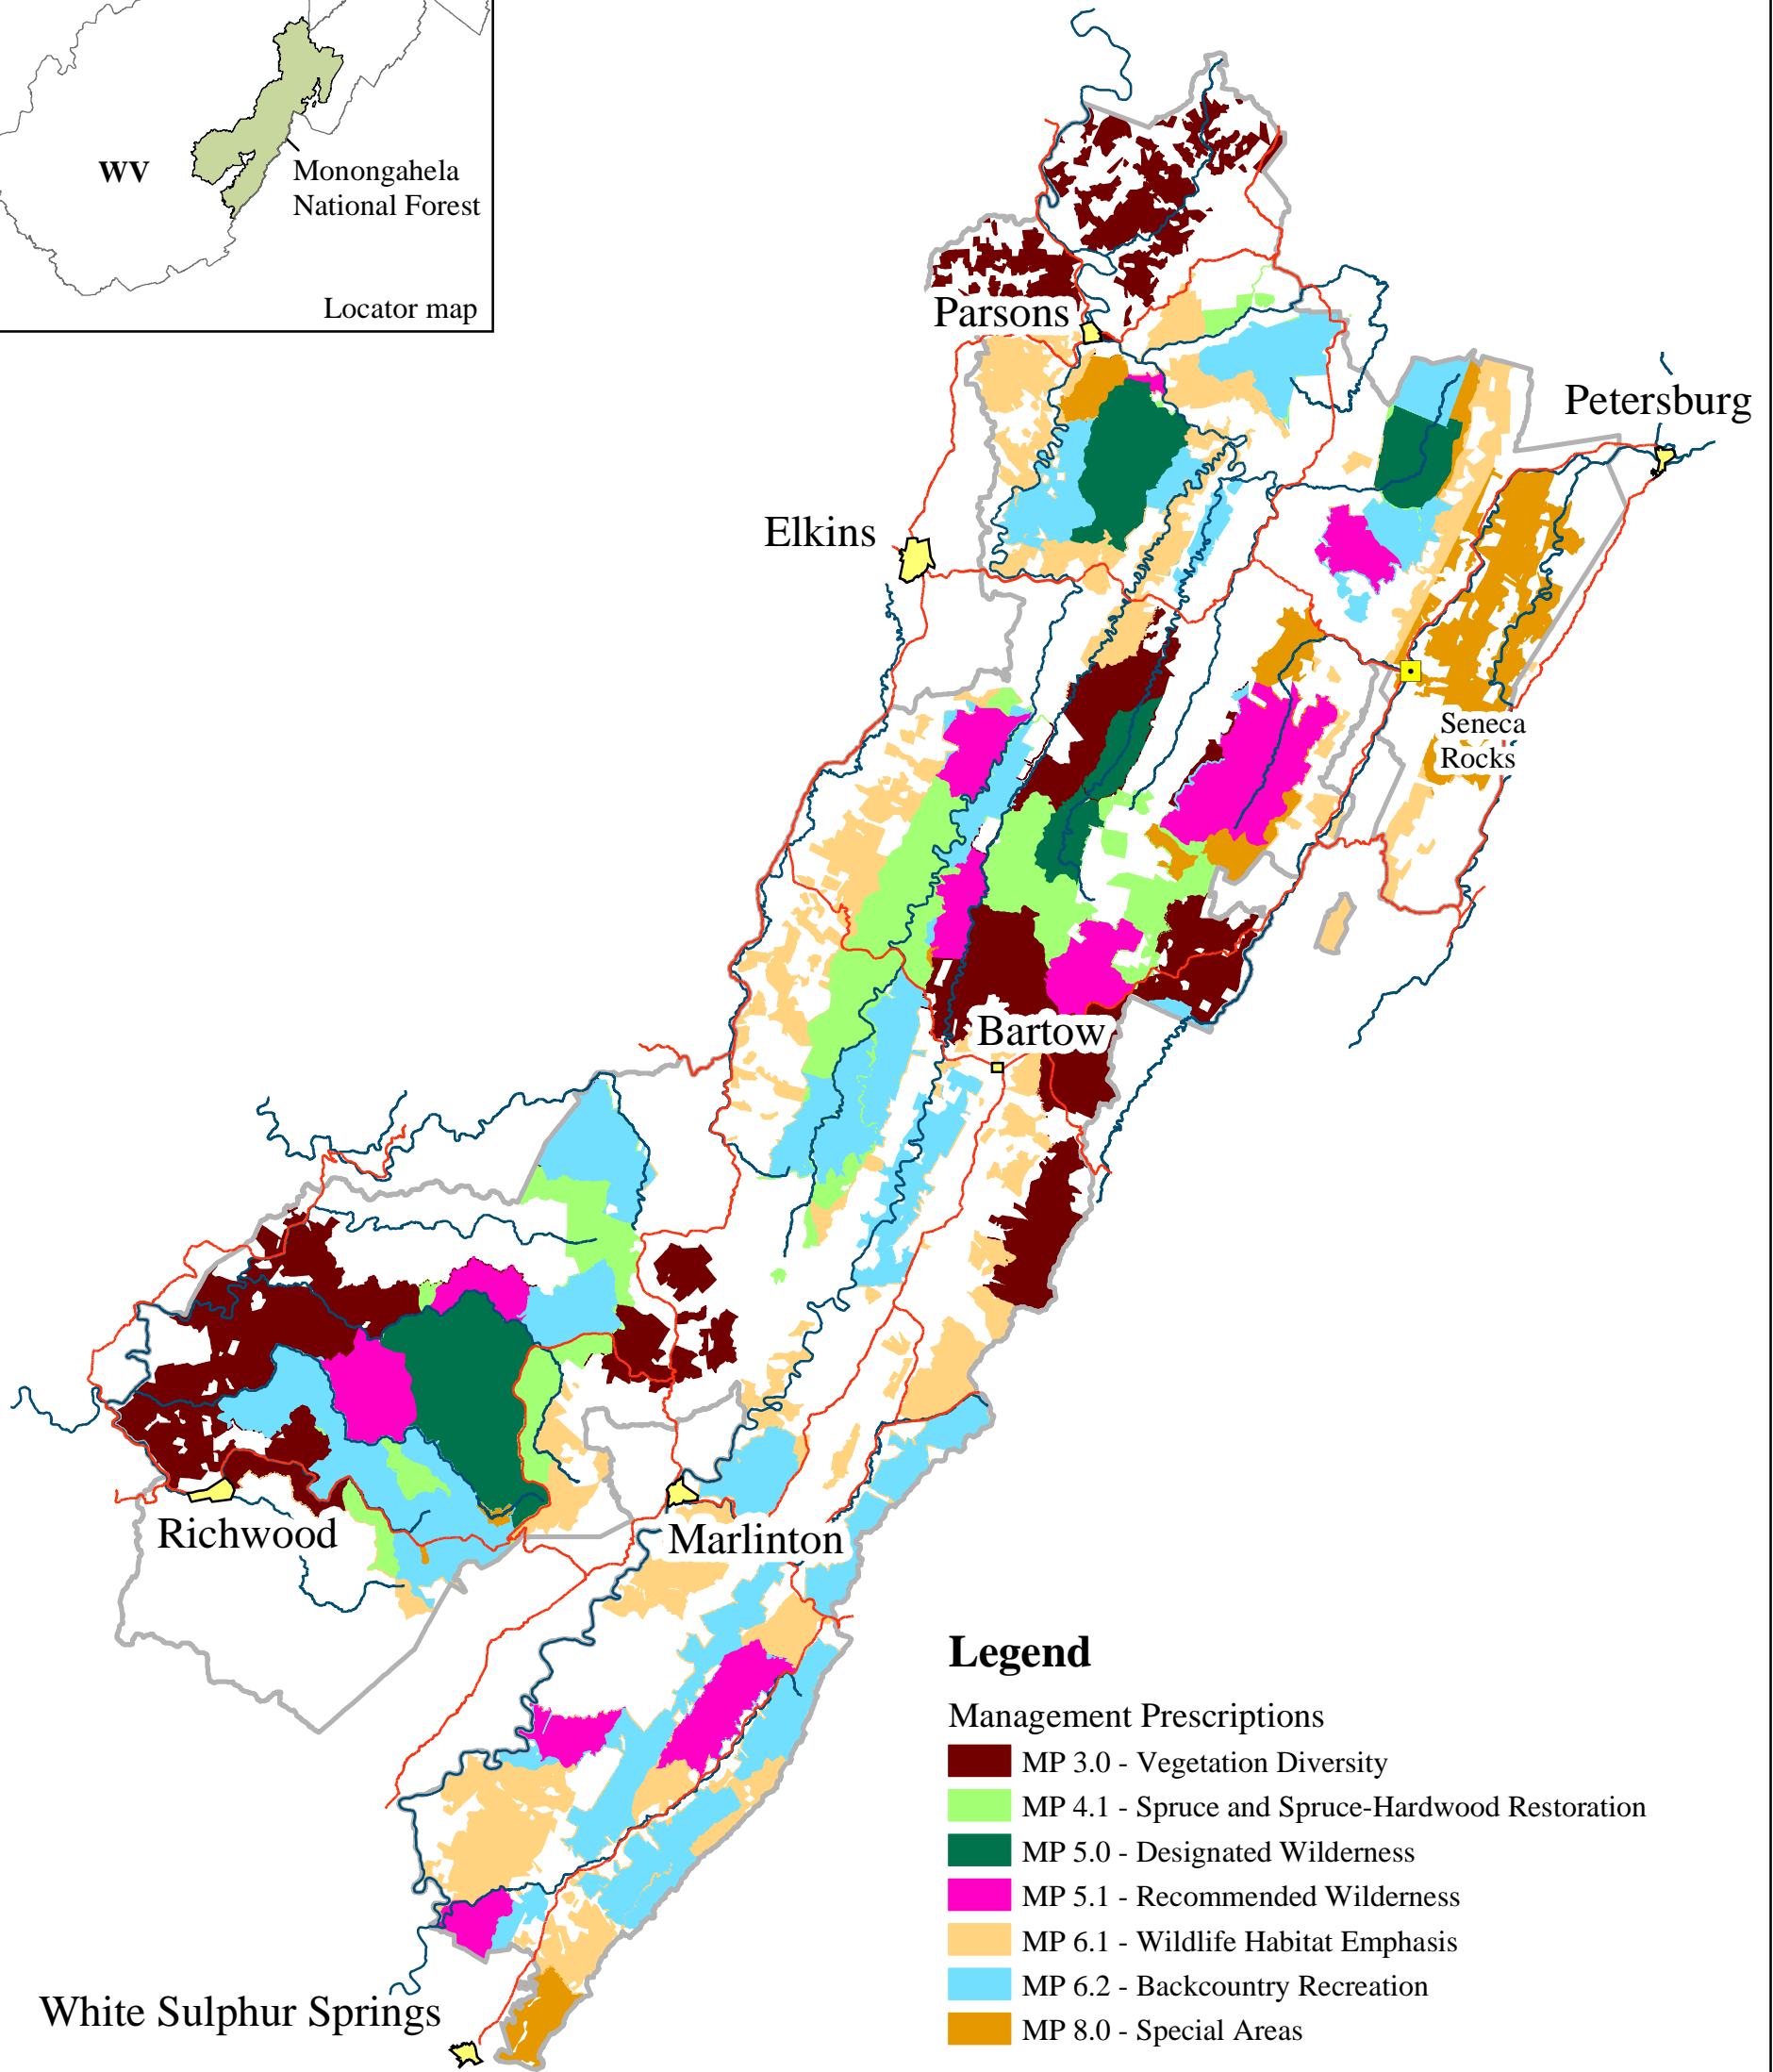 WV
Monongahela
National Forest
Locator map
Parsons
Petersburg
Elkins
Seneca
Rocks
Bartow
Richwood
Marlinton
White Sulphur Springs
Legend
Management Prescriptions
MP 3.0 - Vegetation Diversity
MP 4.1 - Spruce and Spruce-Hardwood Restoration
MP 5.0 - Designated Wilderness
MP 5.1 - Recommended Wilderness
MP 6.1 - Wildlife Habitat Emphasis
MP 6.2 - Backcountry Recreation
MP 8.0 - Special Areas